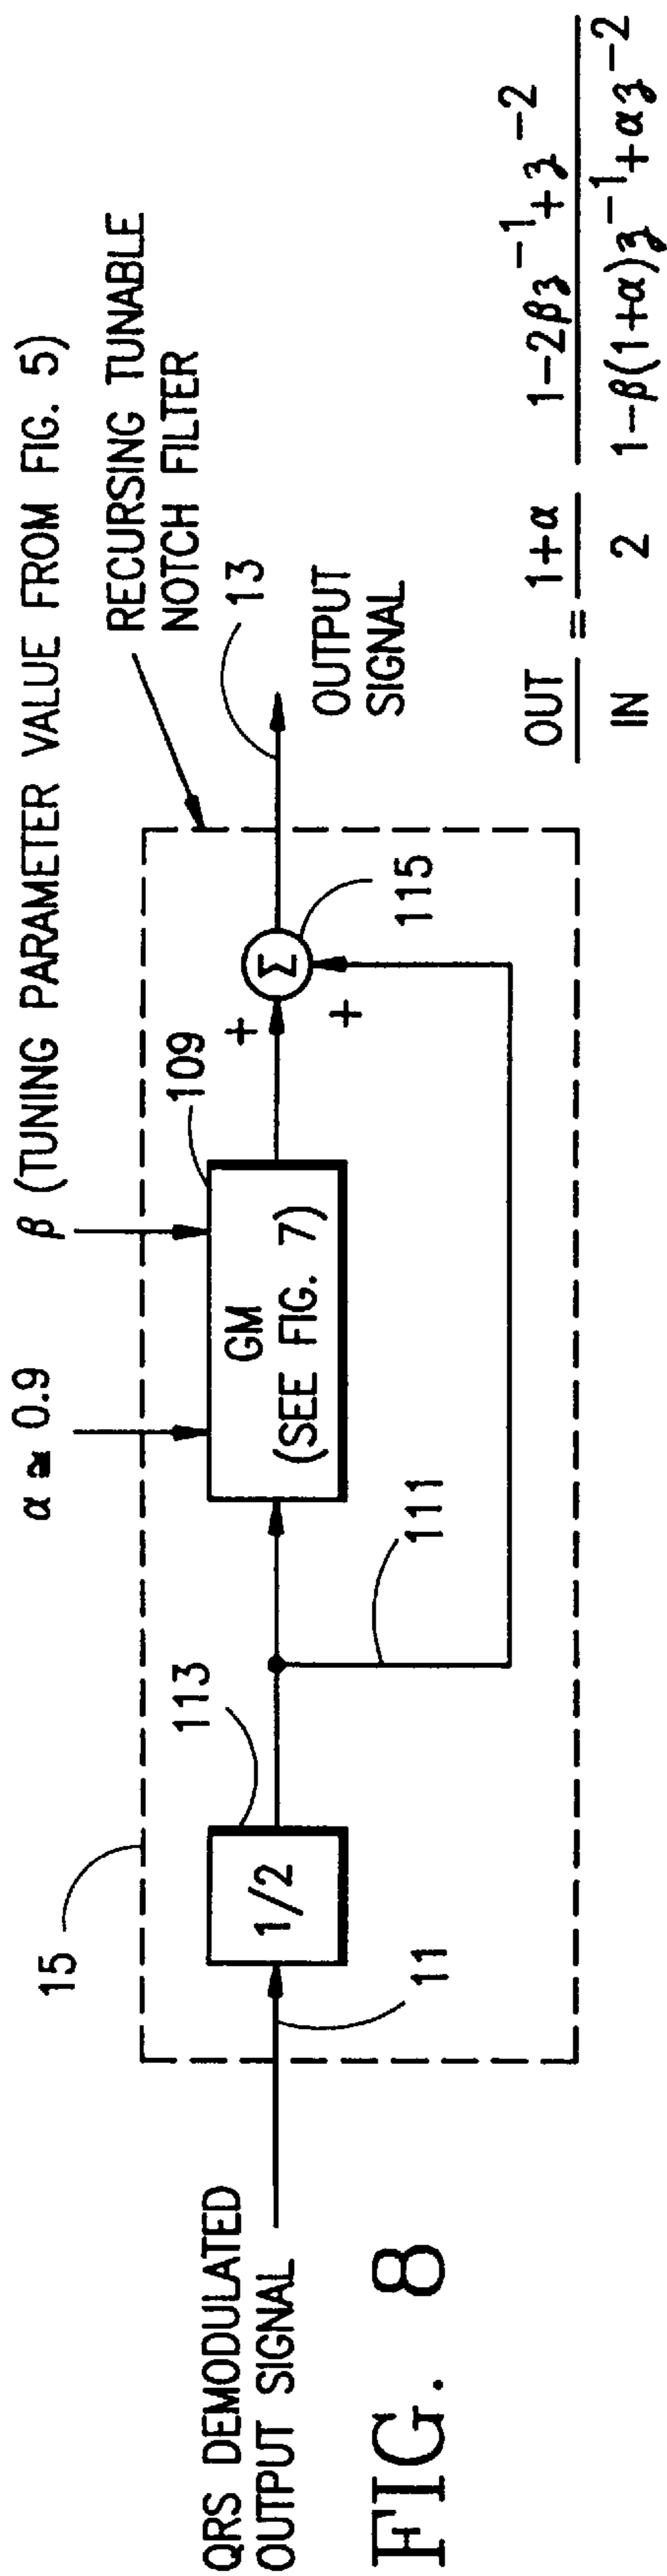 α ≅ 0.9
β (TUNING PARAMETER VALUE FROM FIG. 5)
15
113
109
RECURSING TUNABLE
NOTCH FILTER
QRS DEMODULATED
OUTPUT SIGNAL
11
1/2
GM
(SEE FIG. 7)
111
+
+
Σ
115
13
OUTPUT
SIGNAL
OUT/IN = (1+α)/2 (1−2βz⁻¹+z⁻²)/(1−β(1+α)z⁻¹+αz⁻²)
FIG. 8